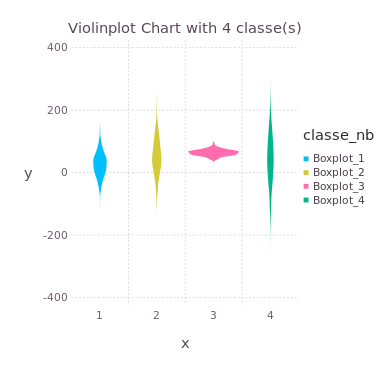 Violinplot Chart with 4 classe(s)
400
200
0
-200
-400
y
1 2 3 4
x
classe_nb
Boxplot_1
Boxplot_2
Boxplot_3
Boxplot_4